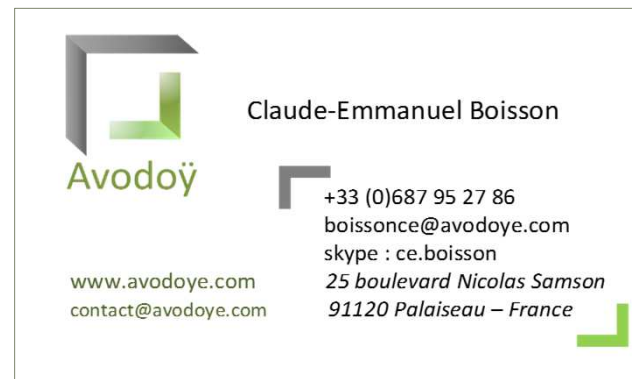 Claude-Emmanuel Boisson
Avodoÿ
+33 (0)687 95 27 86
boissonce@avodoye.com
skype : ce.boisson
25 boulevard Nicolas Samson
91120 Palaiseau – France
www.avodoye.com
contact@avodoye.com